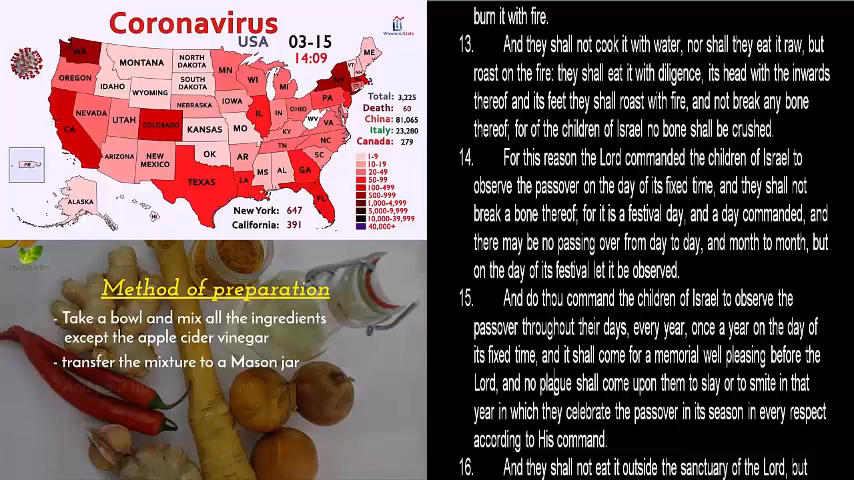 Coronavirus
USA
03-15
14:09
WA
OREGON
CA
NEVADA
IDAHO
MONTANA
WYOMING
UTAH
COLORADO
ARIZONA
NEW
MEXICO
NORTH
DAKOTA
SOUTH
DAKOTA
NEBRASKA
KANSAS
OK
TEXAS
MN
IOWA
MO
AR
LA
WI
IL
MI
IN
OHIO
KY
TN
MS
AL
GA
FL
SC
NC
VA
WV
PA
NY
ME
ALASKA
HI
PR
Total: 3,225
Death: 60
China: 81,065
Italy: 23,280
Canada: 279
1-9
10-19
20-49
50-99
100-499
500-999
1,000-4,999
5,000-9,999
10,000-39,999
40,000+
New York: 647
California: 391
Method of preparation
- Take a bowl and mix all the ingredients
except the apple cider vinegar
- transfer the mixture to a Mason jar
burn it with fire.
13. And they shall not cook it with water, nor shall they eat it raw, but
roast on the fire: they shall eat it with diligence, its head with the inwards
thereof and its feet they shall roast with fire, and not break any bone
thereof; for of the children of Israel no bone shall be crushed.
14. For this reason the Lord commanded the children of Israel to
observe the passover on the day of its fixed time, and they shall not
break a bone thereof; for it is a festival day, and a day commanded, and
there may be no passing over from day to day, and month to month, but
on the day of its festival let it be observed.
15. And do thou command the children of Israel to observe the
passover throughout their days, every year, once a year on the day of
its fixed time, and it shall come for a memorial well pleasing before the
Lord, and no plague shall come upon them to slay or to smite in that
year in which they celebrate the passover in its season in every respect
according to His command.
16. And they shall not eat it outside the sanctuary of the Lord, but